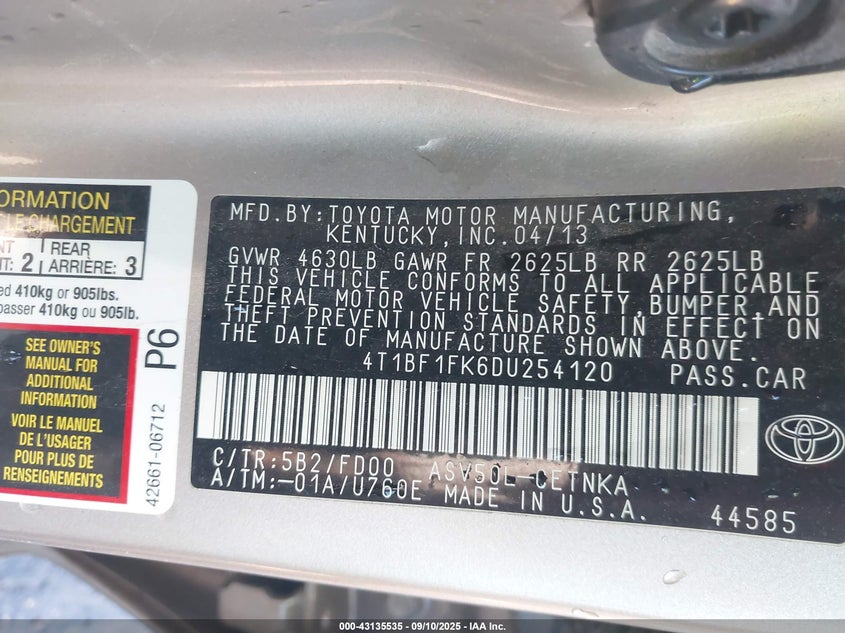 ORMATION
LE CHARGEMENT
NT
T: 2
REAR
ARRIÈRE: 3
ed 410kg or 905lbs.
passer 410kg ou 905lb.
SEE OWNER'S
MANUAL FOR
ADDITIONAL
INFORMATION
VOIR LE MANUEL
DE L'USAGER
POUR PLUS DE
RENSEIGNEMENTS
P6
42661-06712
MFD.BY:TOYOTA MOTOR MANUFACTURING,
KENTUCKY,INC.04/13
GVWR 4630LB GAWR FR 2625LB RR 2625LB
THIS VEHICLE CONFORMS TO ALL APPLICABLE
FEDERAL MOTOR VEHICLE SAFETY,BUMPER,AND
THEFT PREVENTION STANDARDS IN EFFECT ON
THE DATE OF MANUFACTURE SHOWN ABOVE.
4T1BF1FK6DU254120 PASS.CAR
C/TR:5B2/FD00 ASV50L-CETNKA
A/TM:-01A/U760E MADE IN U.S.A.
44585
000-43135535 - 09/10/2025 - IAA Inc.